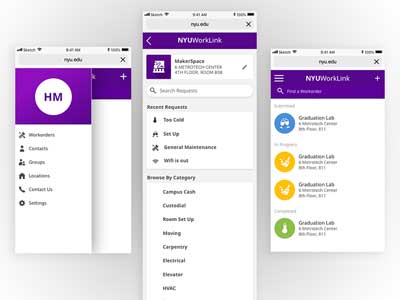 Sketch
9:41 AM
100%
nyu.edu
HM
Workorders
Contacts
Groups
Locations
Contact Us
Settings
Sketch
9:41 AM
100%
nyu.edu
NYUWorkLink
MakerSpace
6 METROTECH CENTER
4TH FLOOR, ROOM 858
Search Requests
Recent Requests
Too Cold
Set Up
General Maintenance
Wifi is out
Browse By Category
Campus Cash
Custodial
Room Set Up
Moving
Carpentry
Electrical
Elevator
HVAC
Sketch
9:41 AM
100%
nyu.edu
NYUWorkLink
Find a Workorder
Submitted
Graduation Lab
6 Metrotech Center
8th Floor, 811
In Progress
Graduation Lab
6 Metrotech Center
8th Floor, 811
Graduation Lab
6 Metrotech Center
8th Floor, 811
Completed
Graduation Lab
6 Metrotech Center
8th Floor, 811